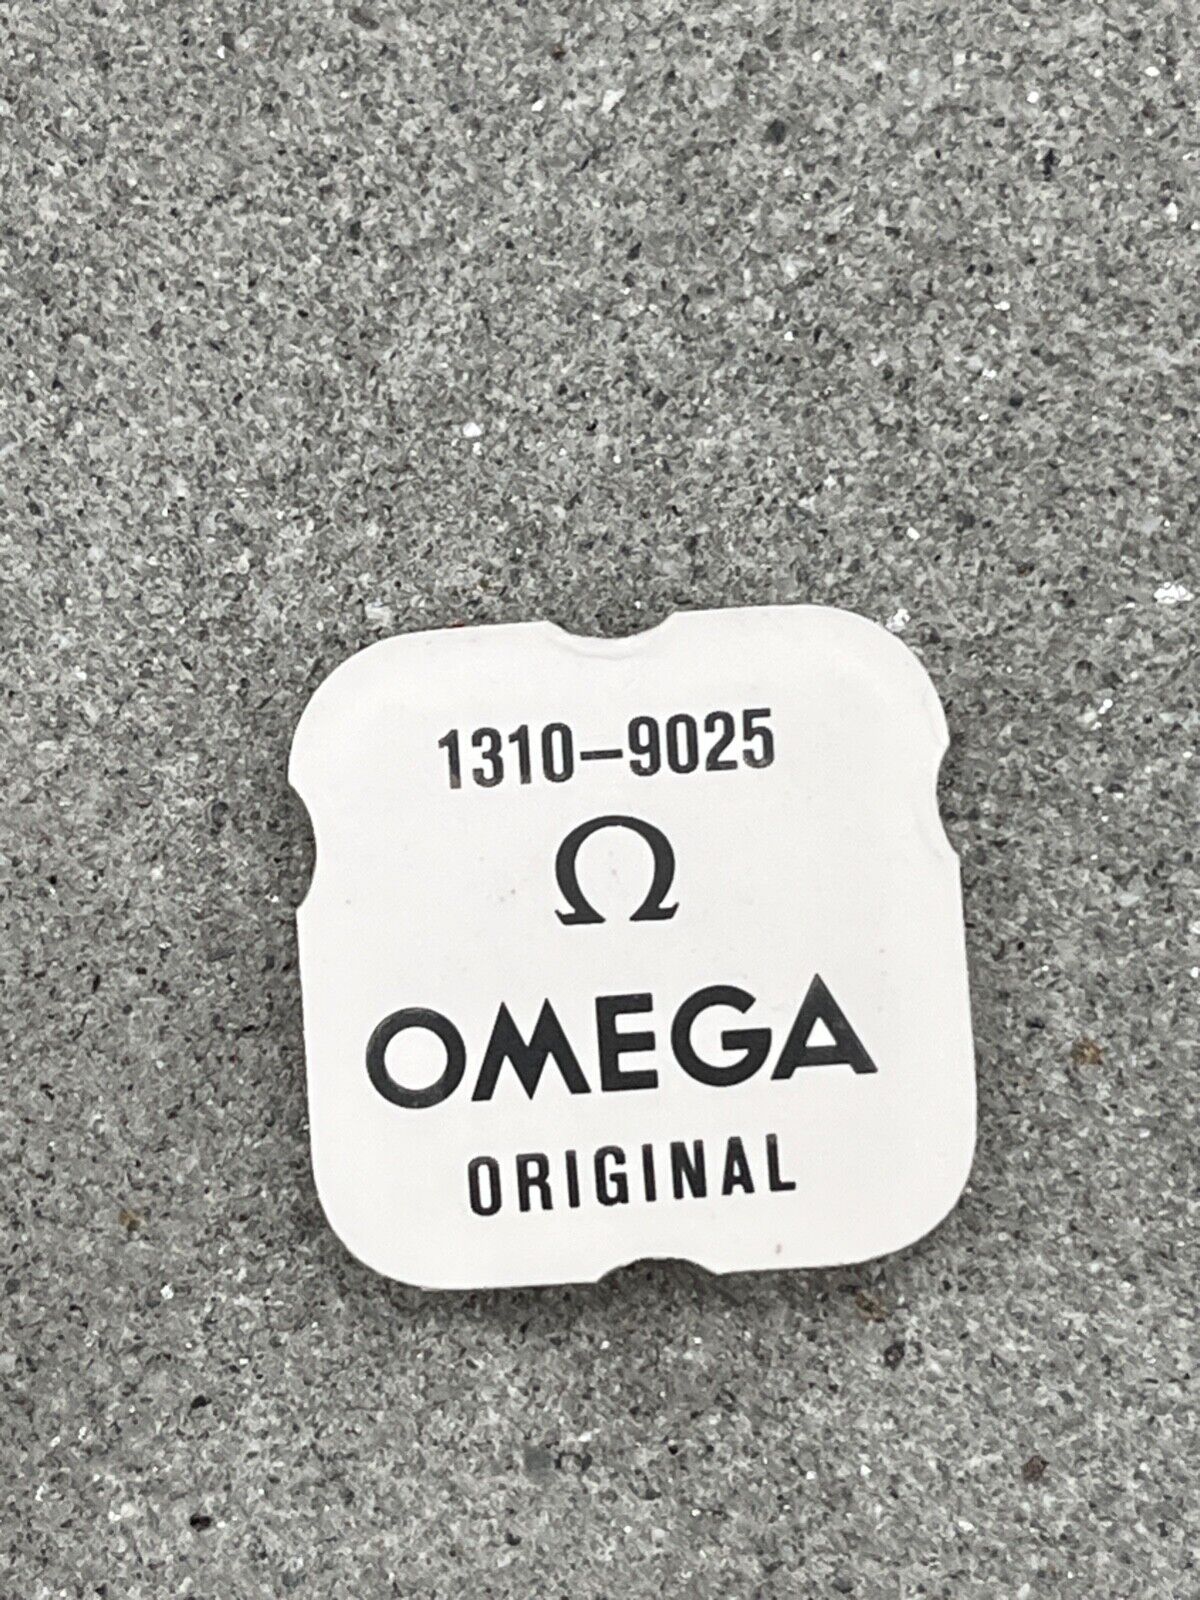 1310–9025
Ω
OMEGA
ORIGINAL